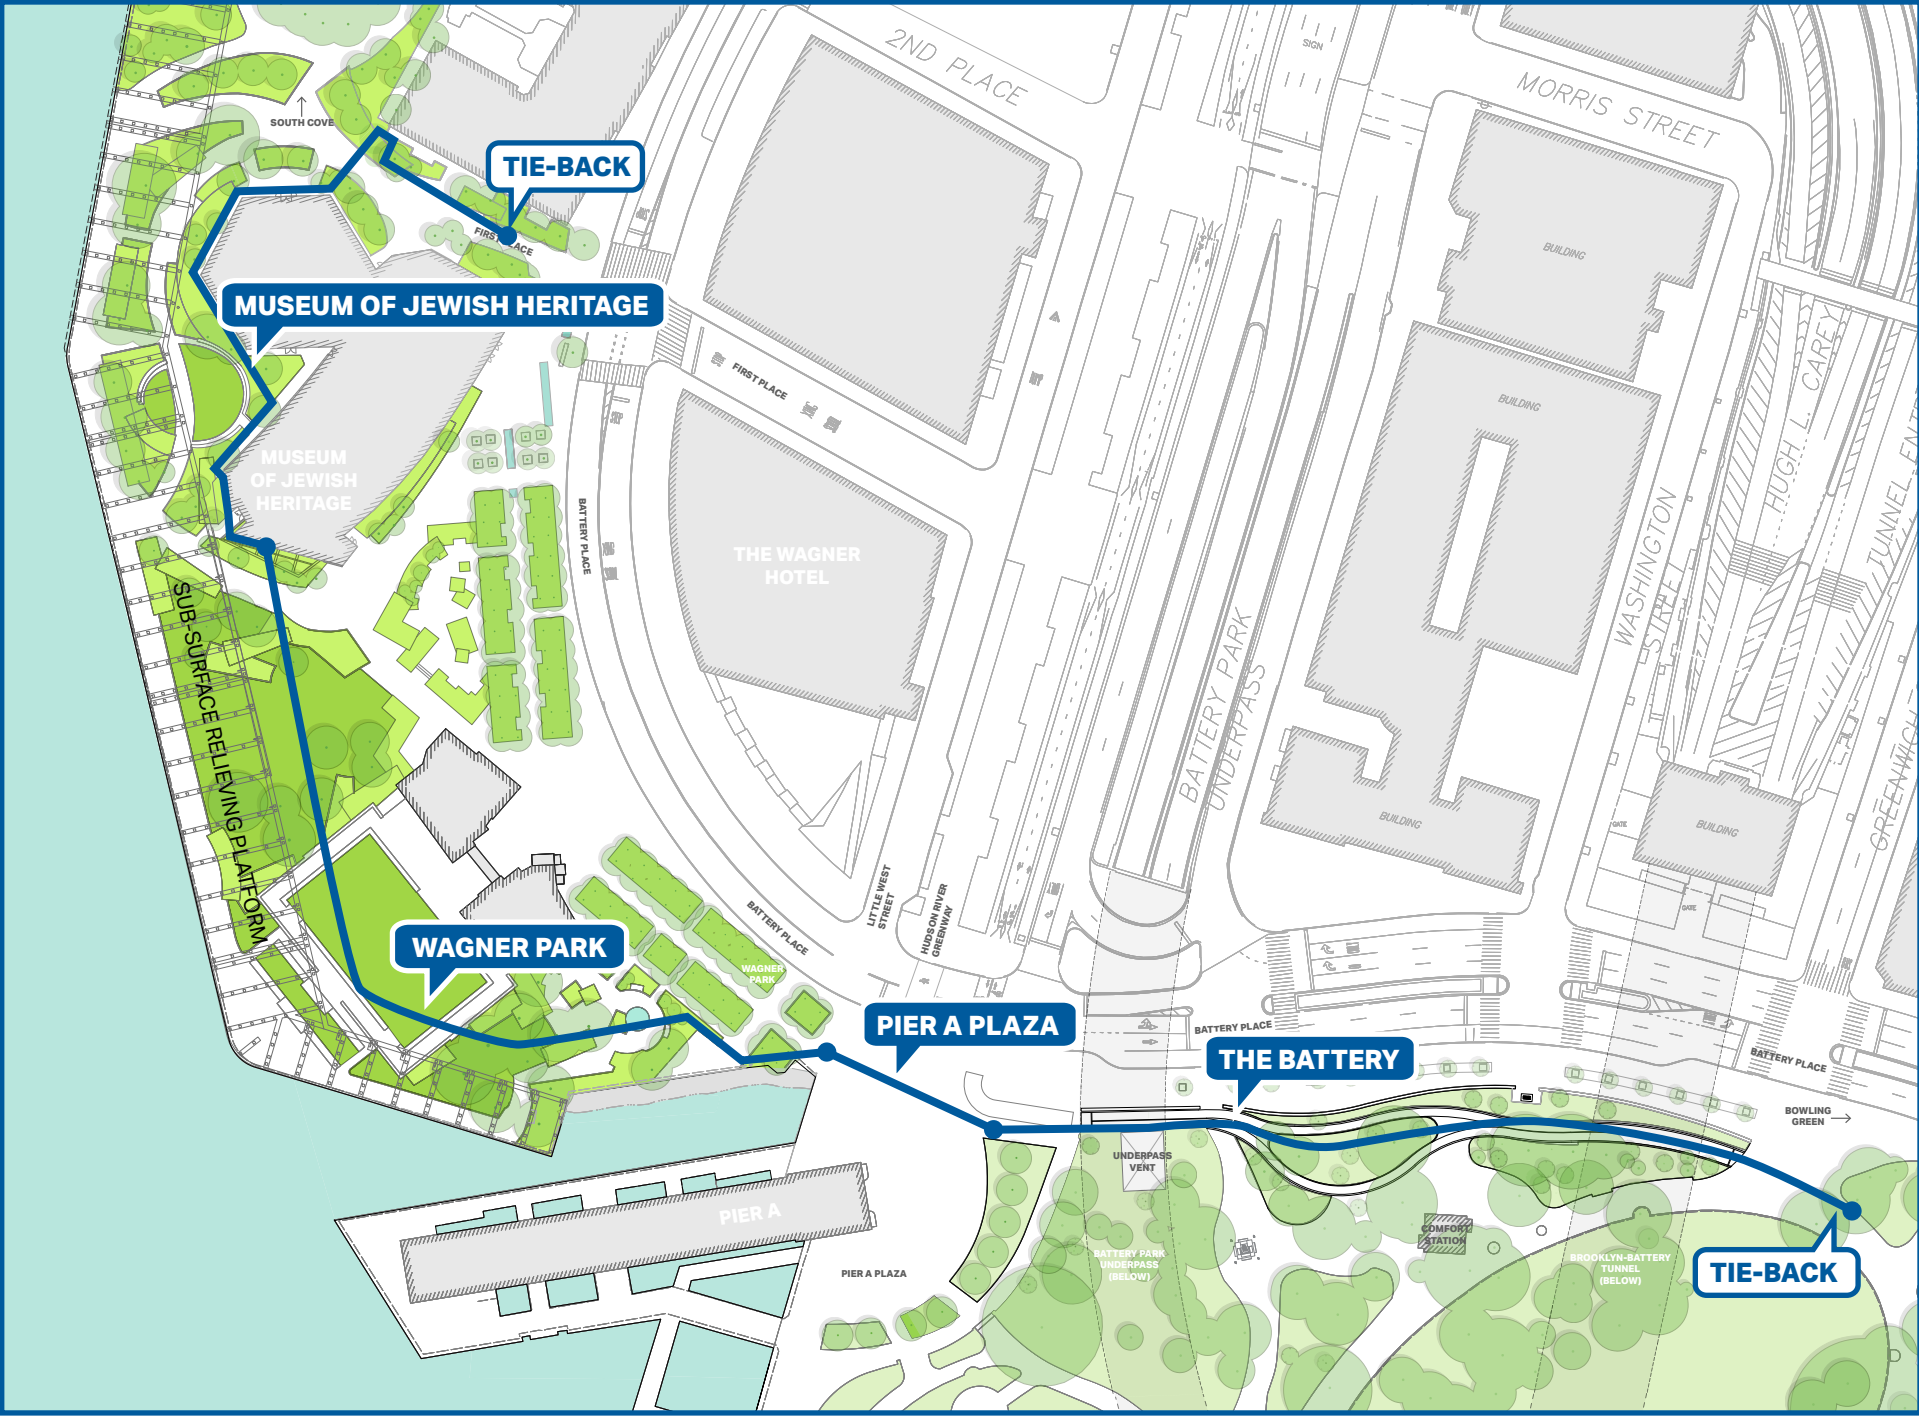 2ND PLACE
SIGN
MORRIS STREET
SOUTH COVE
TIE-BACK
FIRST PLACE
MUSEUM OF JEWISH HERITAGE
BUILDING
HUGH L. CAREY
FIRST PLACE
BUILDING
MUSEUM
OF JEWISH
HERITAGE
BATTERY PLACE
THE WAGNER
HOTEL
WASHINGTON
STREET
SUB-SURFACE RELIEVING PLATFORM
BATTERY PARK
UNDERPASS
BUILDING
GATE
BUILDING
LITTLE WEST
STREET
HUDSON RIVER
GREENWAY
BATTERY PLACE
GATE
WAGNER PARK
WAGNER
PARK
PIER A PLAZA
BATTERY PLACE
THE BATTERY
BATTERY PLACE
BOWLING
GREEN
UNDERPASS
VENT
PIER A
COMFORT
STATION
BATTERY PARK
UNDERPASS
(BELOW)
BROOKLYN-BATTERY
TUNNEL
(BELOW)
PIER A PLAZA
TIE-BACK